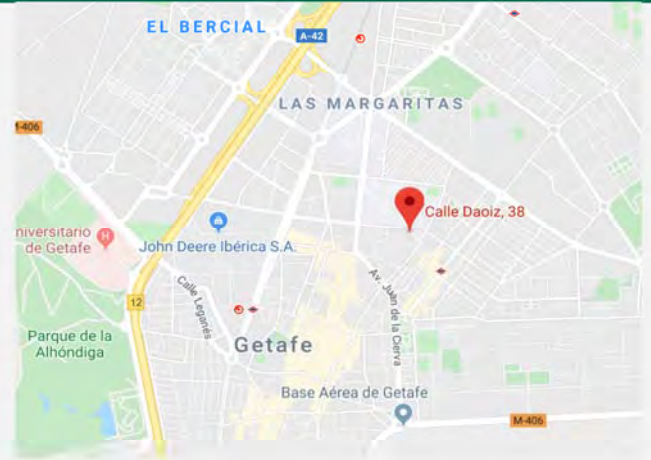 EL BERCIAL
A-42
LAS MARGARITAS
M-406
Calle Daoiz, 38
niversitario
de Getafe
H
John Deere Ibérica S.A.
Calle Leganés
Av. Juan de la Cierva
12
Parque de la
Alhóndiga
Getafe
Base Aérea de Getafe
M-406